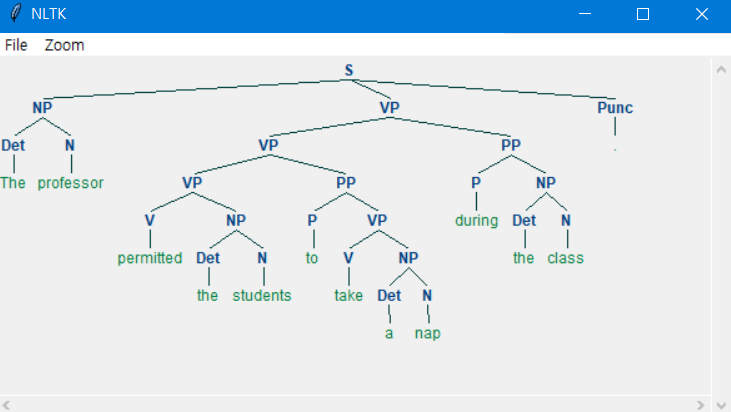 NLTK
File Zoom
S
NP VP Punc
Det N VP PP .
The professor VP PP P NP
V NP P VP during Det N
permitted Det N to V NP the class
the students take Det N
a nap